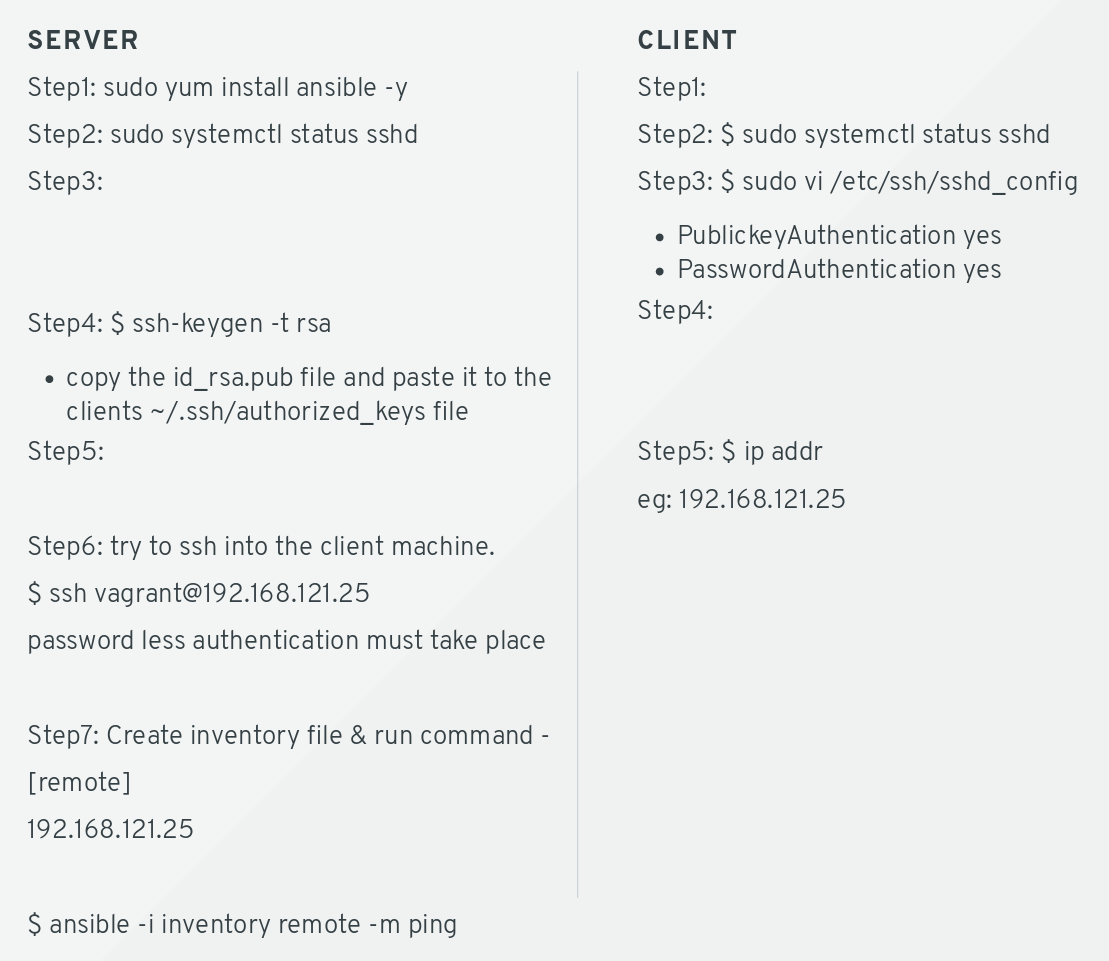 SERVER
Step1: sudo yum install ansible -y
Step2: sudo systemctl status sshd
Step3:
Step4: $ ssh-keygen -t rsa
• copy the id_rsa.pub file and paste it to the
clients ~/.ssh/authorized_keys file
Step5:
Step6: try to ssh into the client machine.
$ ssh vagrant@192.168.121.25
password less authentication must take place
Step7: Create inventory file & run command -
[remote]
192.168.121.25
$ ansible -i inventory remote -m ping
CLIENT
Step1:
Step2: $ sudo systemctl status sshd
Step3: $ sudo vi /etc/ssh/sshd_config
• PublickeyAuthentication yes
• PasswordAuthentication yes
Step4:
Step5: $ ip addr
eg: 192.168.121.25